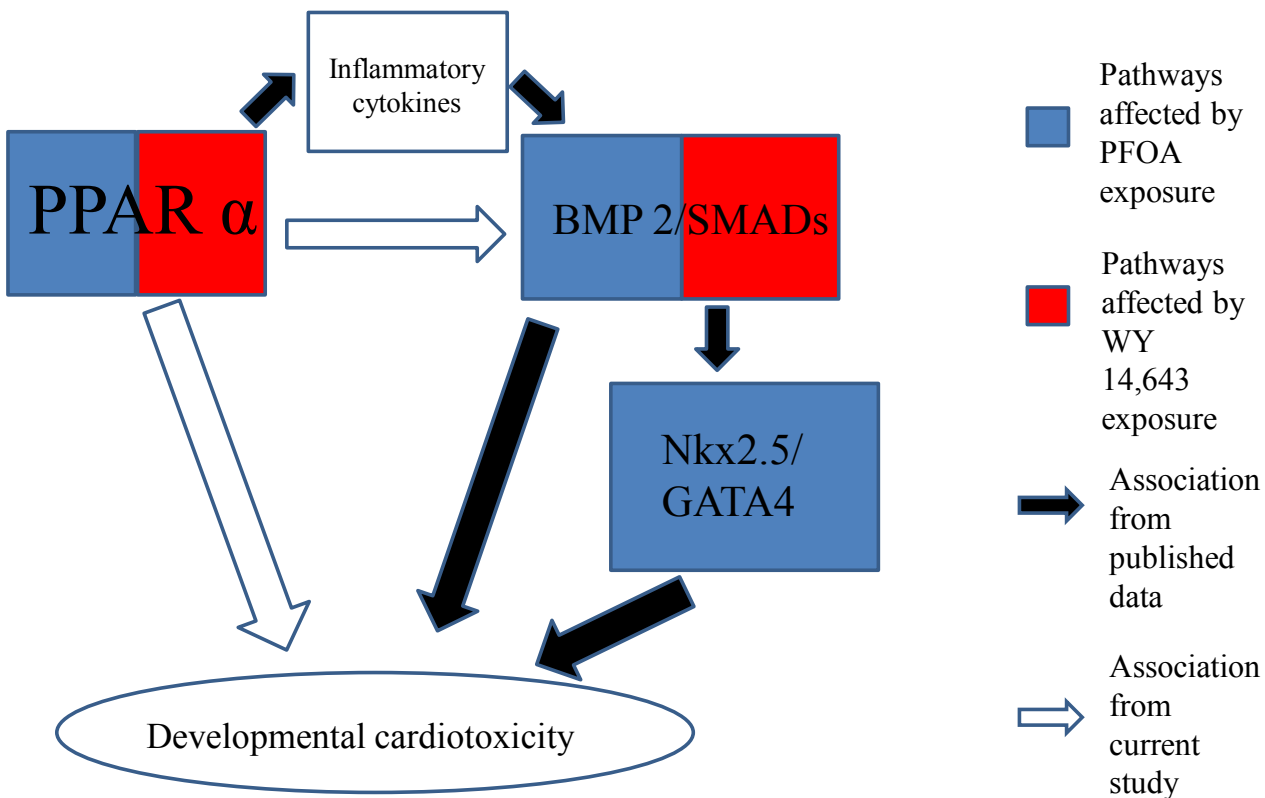 Inflammatory
cytokines
PPAR α
BMP 2/SMADs
Nkx2.5/
GATA4
Developmental cardiotoxicity
Pathways
affected by
PFOA
exposure
Pathways
affected by
WY
14,643
exposure
Association
from
published
data
Association
from
current
study